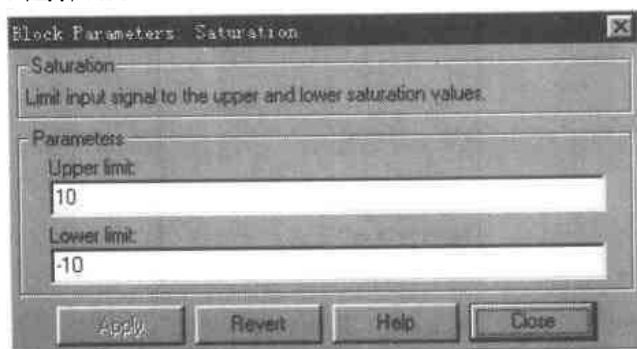 Block Parameters: Saturation
Saturation
Limit input signal to the upper and lower saturation values.
Parameters
Upper limit:
10
Lower limit:
-10
Apply Revert Help Close